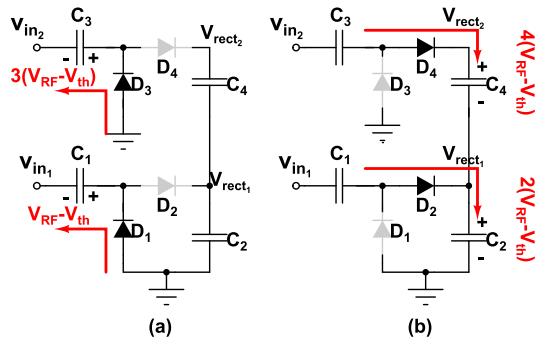 v_in2 C3 V_rect2
- +
3(V_RF-V_th) D3 D4 C4
v_in1 C1 V_rect1
- +
V_RF-V_th D1 D2 C2
(a)
v_in2 C3 V_rect2 4(V_RF-V_th)
D3 D4 + C4 -
v_in1 C1 V_rect1 2(V_RF-V_th)
D1 D2 + C2 -
(b)